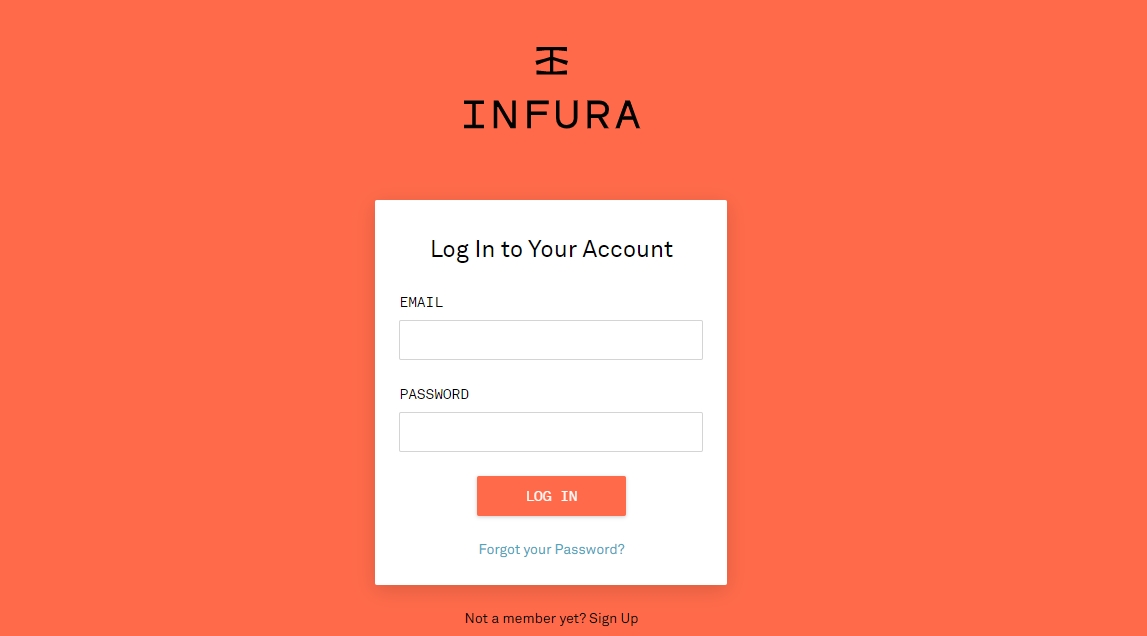 INFURA
Log In to Your Account
EMAIL
PASSWORD
LOG IN
Forgot your Password?
Not a member yet? Sign Up